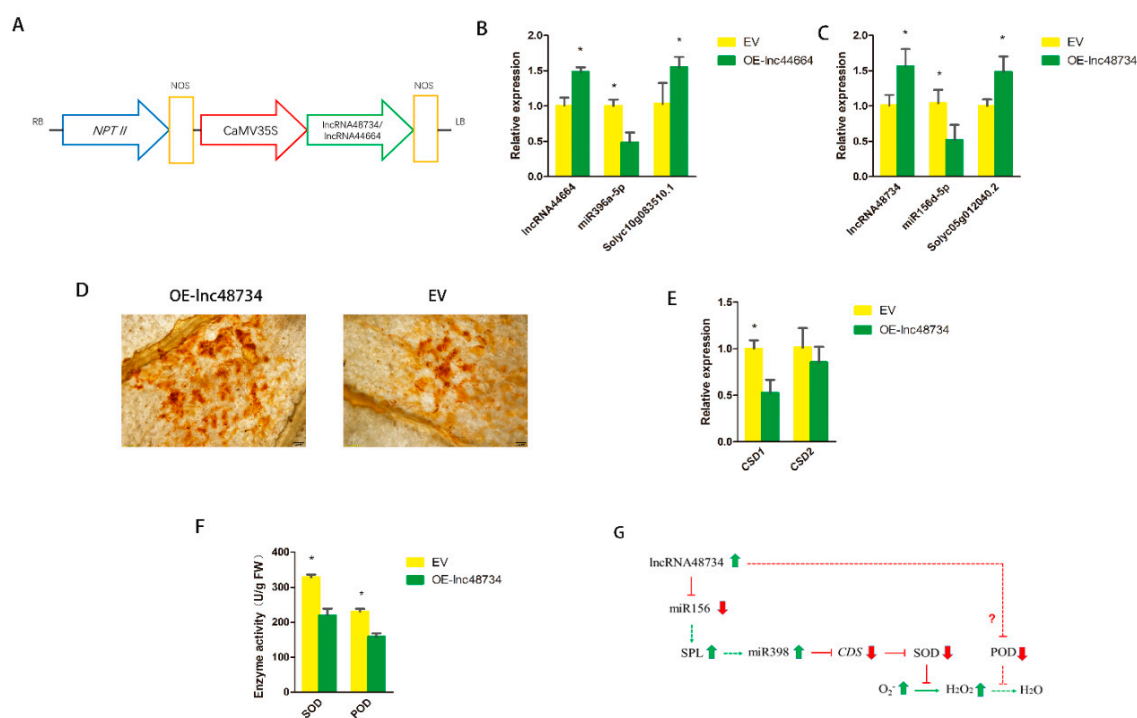 A
RB
NPT II
NOS
CaMV35S
lncRNA48734/
lncRNA44664
NOS
LB
B
Relative expression
2.0
1.5
1.0
0.5
0.0
*
*
*
lncRNA44664
miR396a-5p
Solyc10g083510.1
EV
OE-lnc44664
C
Relative expression
2.0
1.5
1.0
0.5
0.0
*
*
*
lncRNA48734
miR156d-5p
Solyc05g012040.2
EV
OE-lnc48734
D
OE-lnc48734
EV
E
Relative expression
1.5
1.0
0.5
0.0
*
CSD1
CSD2
EV
OE-lnc48734
F
Enzyme activity (U/g FW)
400
300
200
100
0
*
*
SOD
POD
EV
OE-lnc48734
G
lncRNA48734
miR156
?
SPL
miR398
CDS
SOD
POD
O₂⁻
H₂O₂
H₂O